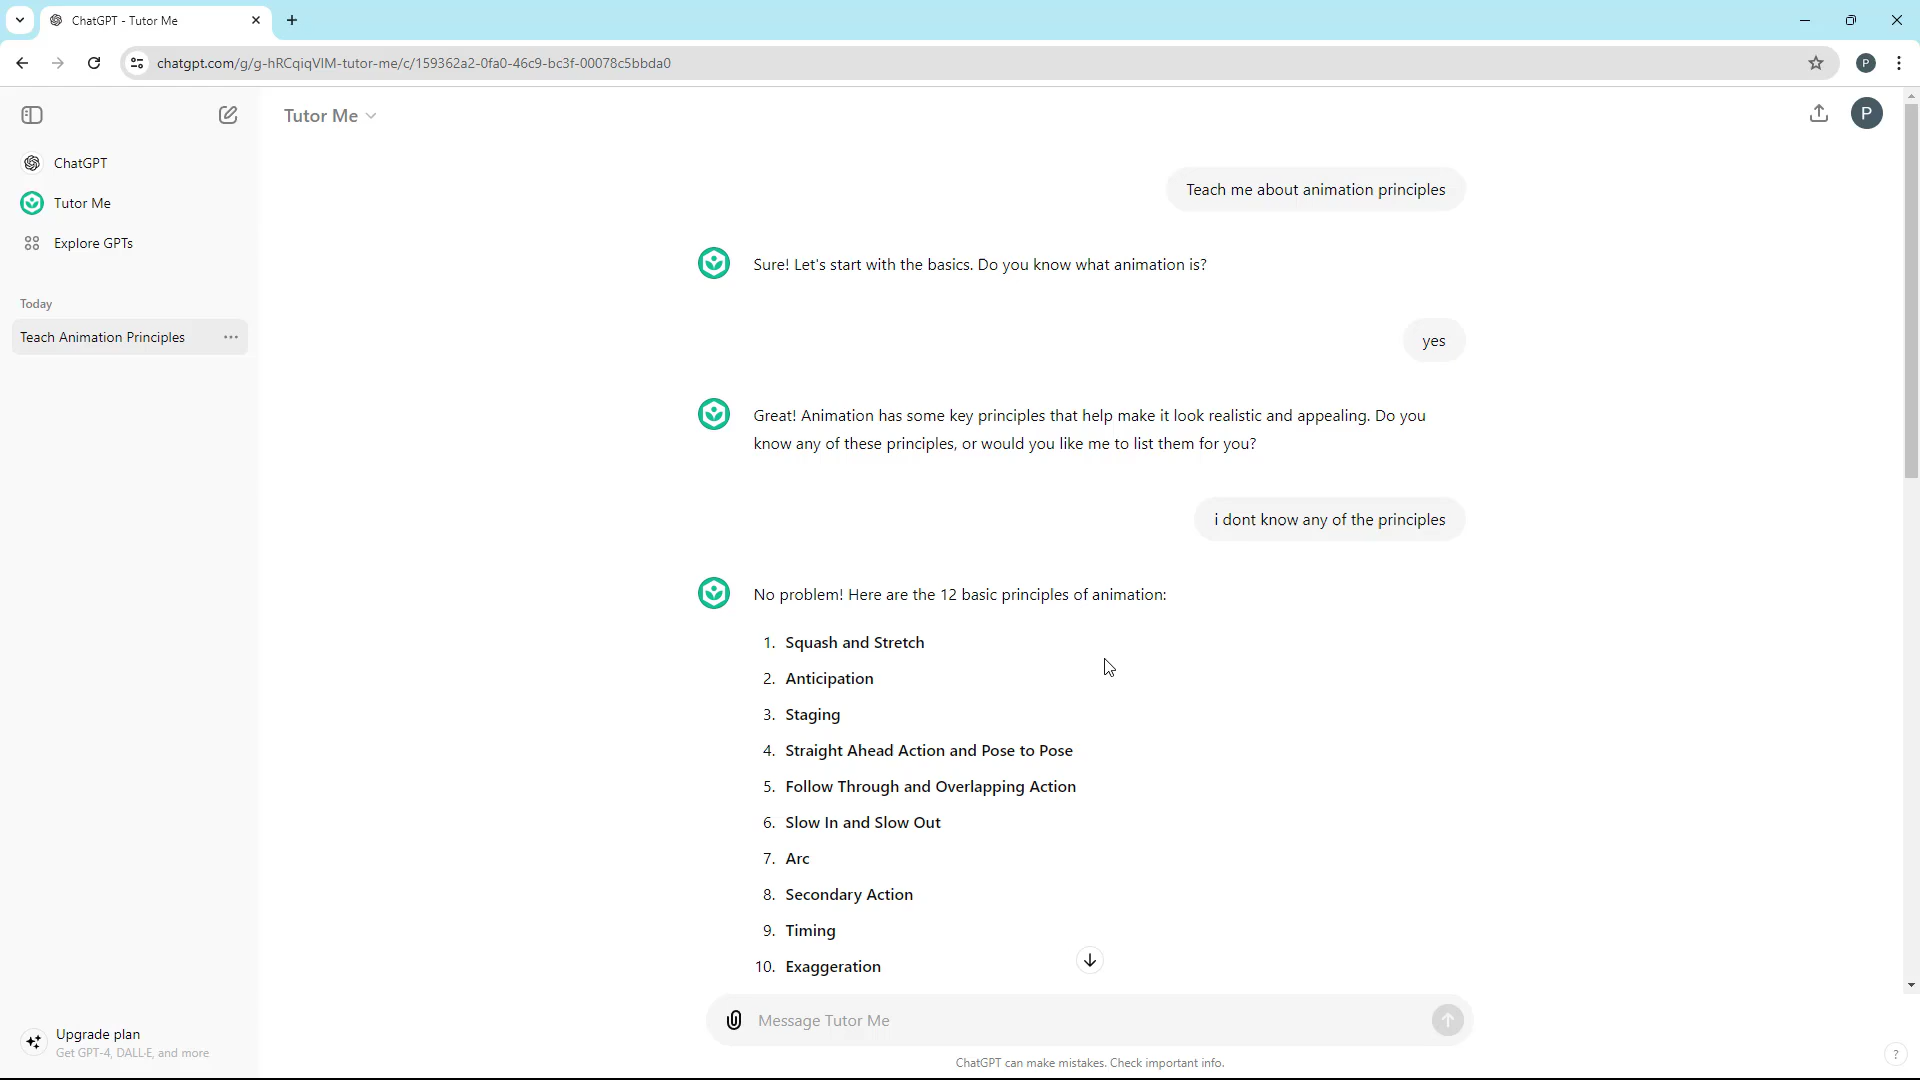 ChatGPT - Tutor Me
chatgpt.com/g/g-hRCqiqVlM-tutor-me/c/159362a2-0fa0-46c9-bc3f-00078c5bbda0
P
Tutor Me
P
ChatGPT
Tutor Me
Explore GPTs
Today
Teach Animation Principles
Teach me about animation principles
Sure! Let's start with the basics. Do you know what animation is?
yes
Great! Animation has some key principles that help make it look realistic and appealing. Do you
know any of these principles, or would you like me to list them for you?
i dont know any of the principles
No problem! Here are the 12 basic principles of animation:
1. Squash and Stretch
2. Anticipation
3. Staging
4. Straight Ahead Action and Pose to Pose
5. Follow Through and Overlapping Action
6. Slow In and Slow Out
7. Arc
8. Secondary Action
9. Timing
10. Exaggeration
Upgrade plan
Get GPT-4, DALL·E, and more
Message Tutor Me
ChatGPT can make mistakes. Check important info.
?